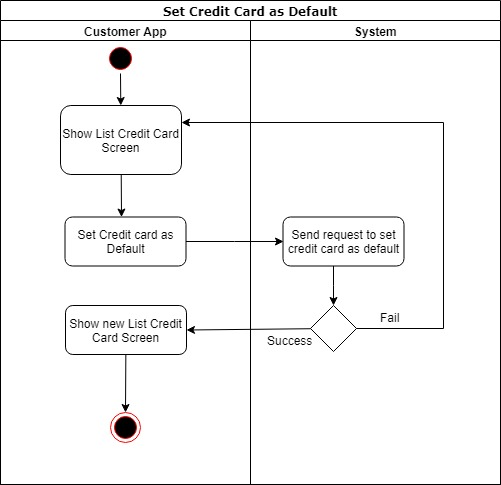 Set Credit Card as Default
Customer App
System
Show List Credit Card
Screen
Set Credit card as
Default
Send request to set
credit card as default
Show new List Credit
Card Screen
Success
Fail